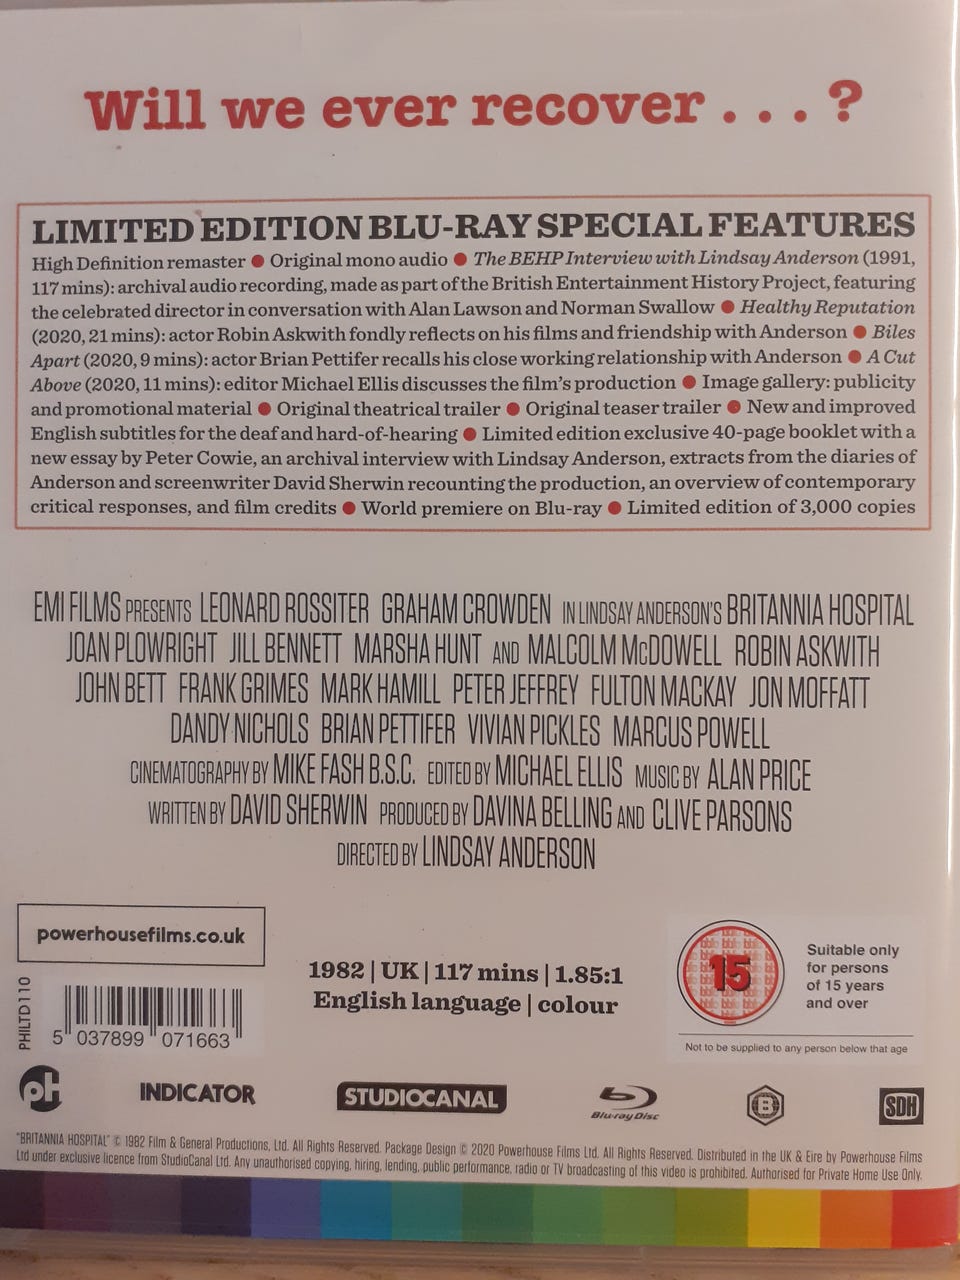 Will we ever recover . . . ?
LIMITED EDITION BLU-RAY SPECIAL FEATURES
High Definition remaster ● Original mono audio ● The BEHP Interview with Lindsay Anderson (1991,
117 mins): archival audio recording, made as part of the British Entertainment History Project, featuring
the celebrated director in conversation with Alan Lawson and Norman Swallow ● Healthy Reputation
(2020, 21 mins): actor Robin Askwith fondly reflects on his films and friendship with Anderson ● Biles
Apart (2020, 9 mins): actor Brian Pettifer recalls his close working relationship with Anderson ● A Cut
Above (2020, 11 mins): editor Michael Ellis discusses the film's production ● Image gallery: publicity
and promotional material ● Original theatrical trailer ● Original teaser trailer ● New and improved
English subtitles for the deaf and hard-of-hearing ● Limited edition exclusive 40-page booklet with a
new essay by Peter Cowie, an archival interview with Lindsay Anderson, extracts from the diaries of
Anderson and screenwriter David Sherwin recounting the production, an overview of contemporary
critical responses, and film credits ● World premiere on Blu-ray ● Limited edition of 3,000 copies
EMI FILMS PRESENTS LEONARD ROSSITER GRAHAM CROWDEN IN LINDSAY ANDERSON'S BRITANNIA HOSPITAL
JOAN PLOWRIGHT JILL BENNETT MARSHA HUNT AND MALCOLM McDOWELL ROBIN ASKWITH
JOHN BETT FRANK GRIMES MARK HAMILL PETER JEFFREY FULTON MACKAY JON MOFFATT
DANDY NICHOLS BRIAN PETTIFER VIVIAN PICKLES MARCUS POWELL
CINEMATOGRAPHY BY MIKE FASH B.S.C. EDITED BY MICHAEL ELLIS MUSIC BY ALAN PRICE
WRITTEN BY DAVID SHERWIN PRODUCED BY DAVINA BELLING AND CLIVE PARSONS
DIRECTED BY LINDSAY ANDERSON
powerhousefilms.co.uk
PHILTD110
5 037899 071663
1982 | UK | 117 mins | 1.85:1
English language | colour
15
Suitable only
for persons
of 15 years
and over
Not to be supplied to any person below that age
pH INDICATOR STUDIOCANAL Blu-ray Disc B SDH
"BRITANNIA HOSPITAL" © 1982 Film & General Productions, Ltd. All Rights Reserved. Package Design © 2020 Powerhouse Films Ltd. All Rights Reserved. Distributed in the UK & Eire by Powerhouse Films
Ltd under exclusive licence from StudioCanal Ltd. Any unauthorised copying, hiring, lending, public performance, radio or TV broadcasting of this video is prohibited. Authorised for Private Home Use Only.